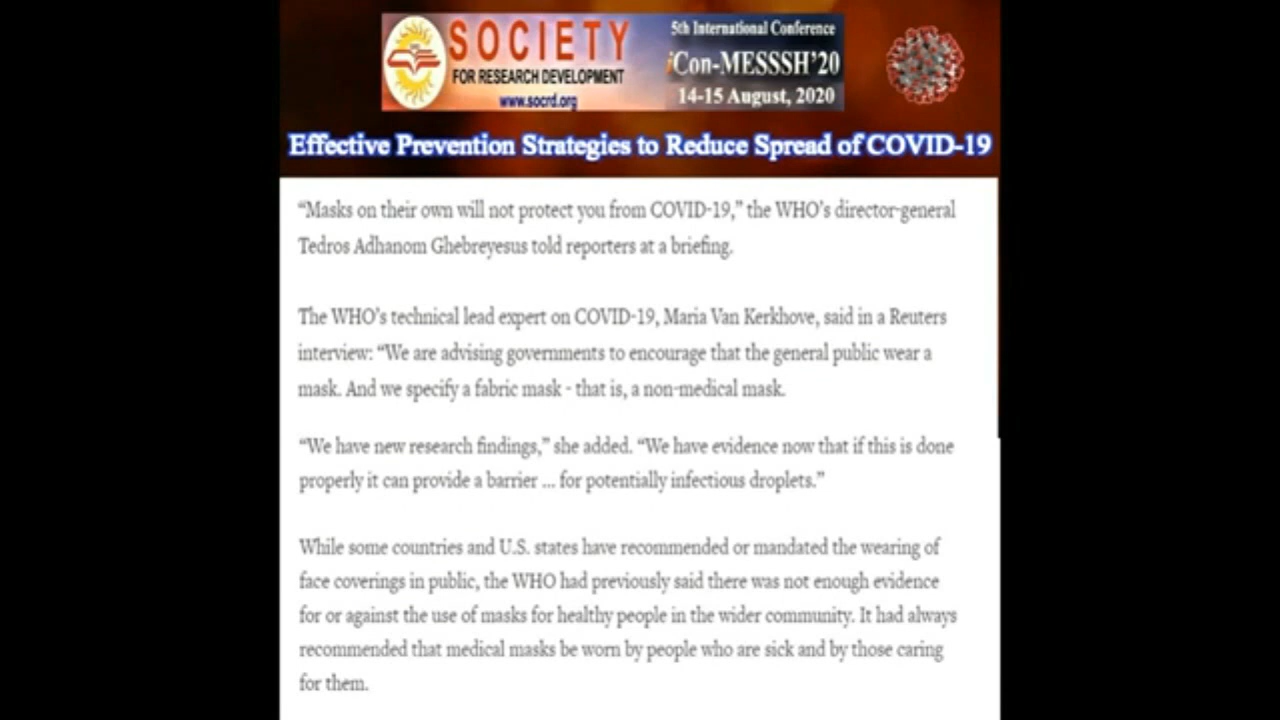 SOCIETY
FOR RESEARCH DEVELOPMENT
www.socrd.org
5th International Conference
iCon-MESSSH'20
14-15 August, 2020
Effective Prevention Strategies to Reduce Spread of COVID-19
“Masks on their own will not protect you from COVID-19,” the WHO’s director-general
Tedros Adhanom Ghebreyesus told reporters at a briefing.
The WHO’s technical lead expert on COVID-19, Maria Van Kerkhove, said in a Reuters
interview: “We are advising governments to encourage that the general public wear a
mask. And we specify a fabric mask - that is, a non-medical mask.
“We have new research findings,” she added. “We have evidence now that if this is done
properly it can provide a barrier ... for potentially infectious droplets.”
While some countries and U.S. states have recommended or mandated the wearing of
face coverings in public, the WHO had previously said there was not enough evidence
for or against the use of masks for healthy people in the wider community. It had always
recommended that medical masks be worn by people who are sick and by those caring
for them.